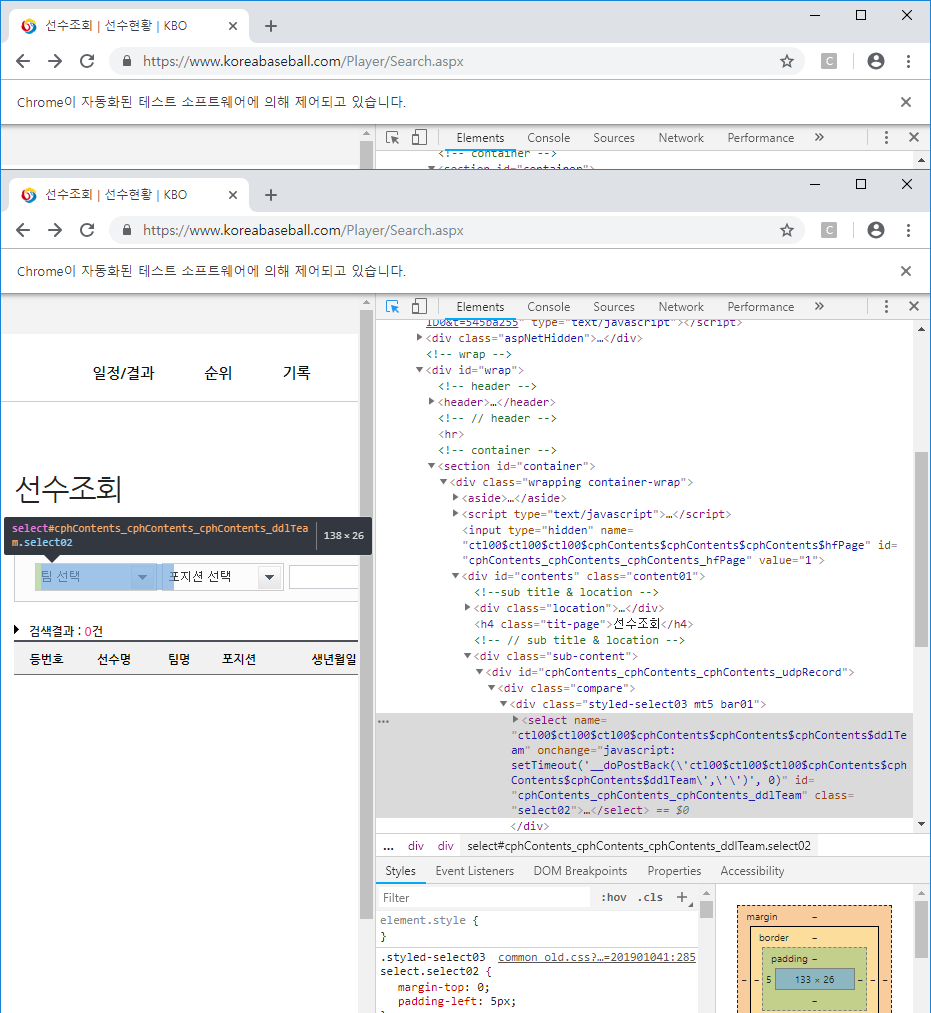 선수조회 | 선수현황 | KBO
https://www.koreabaseball.com/Player/Search.aspx
C
Chrome이 자동화된 테스트 소프트웨어에 의해 제어되고 있습니다.
Elements Console Sources Network Performance »
<!-- container -->
<section id="container">
선수조회 | 선수현황 | KBO
https://www.koreabaseball.com/Player/Search.aspx
C
Chrome이 자동화된 테스트 소프트웨어에 의해 제어되고 있습니다.
Elements Console Sources Network Performance »
일정/결과 순위 기록
선수조회
select#cphContents_cphContents_cphContents_ddlTea
m.select02
138 × 26
팀 선택 포지션 선택
검색결과 : 0건
등번호 선수명 팀명 포지션 생년월일
ID0&t=545ba255" type="text/javascript"></script>
<div class="aspNetHidden">…</div>
<!-- wrap -->
<div id="wrap">
<!-- header -->
<header>…</header>
<!-- // header -->
<hr>
<!-- container -->
<section id="container">
<div class="wrapping container-wrap">
<aside>…</aside>
<script type="text/javascript">…</script>
<input type="hidden" name=
"ctl00$ctl00$ctl00$cphContents$cphContents$cphContents$hfPage" id=
"cphContents_cphContents_cphContents_hfPage" value="1">
<div id="contents" class="content01">
<!--sub title & location -->
<div class="location">…</div>
<h4 class="tit-page">선수조회</h4>
<!-- // sub title & location -->
<div class="sub-content">
<div id="cphContents_cphContents_cphContents_udpRecord">
<div class="compare">
<div class="styled-select03 mt5 bar01">
<select name=
"ctl00$ctl00$ctl00$cphContents$cphContents$cphContents$ddlTe
am" onchange="javascript:
setTimeout('__doPostBack(\'ctl00$ctl00$ctl00$cphContents$cph
Contents$cphContents$ddlTeam\',\'\')', 0)" id=
"cphContents_cphContents_cphContents_ddlTeam" class=
"select02">…</select> == $0
</div>
... div div select#cphContents_cphContents_cphContents_ddlTeam.select02
Styles Event Listeners DOM Breakpoints Properties Accessibility
Filter :hov .cls +
element.style {
}
.styled-select03 common_old.css?…=201901041:285
select.select02 {
margin-top: 0;
padding-left: 5px;
margin –
border –
padding –
– – 5 133 × 26 – – –
–